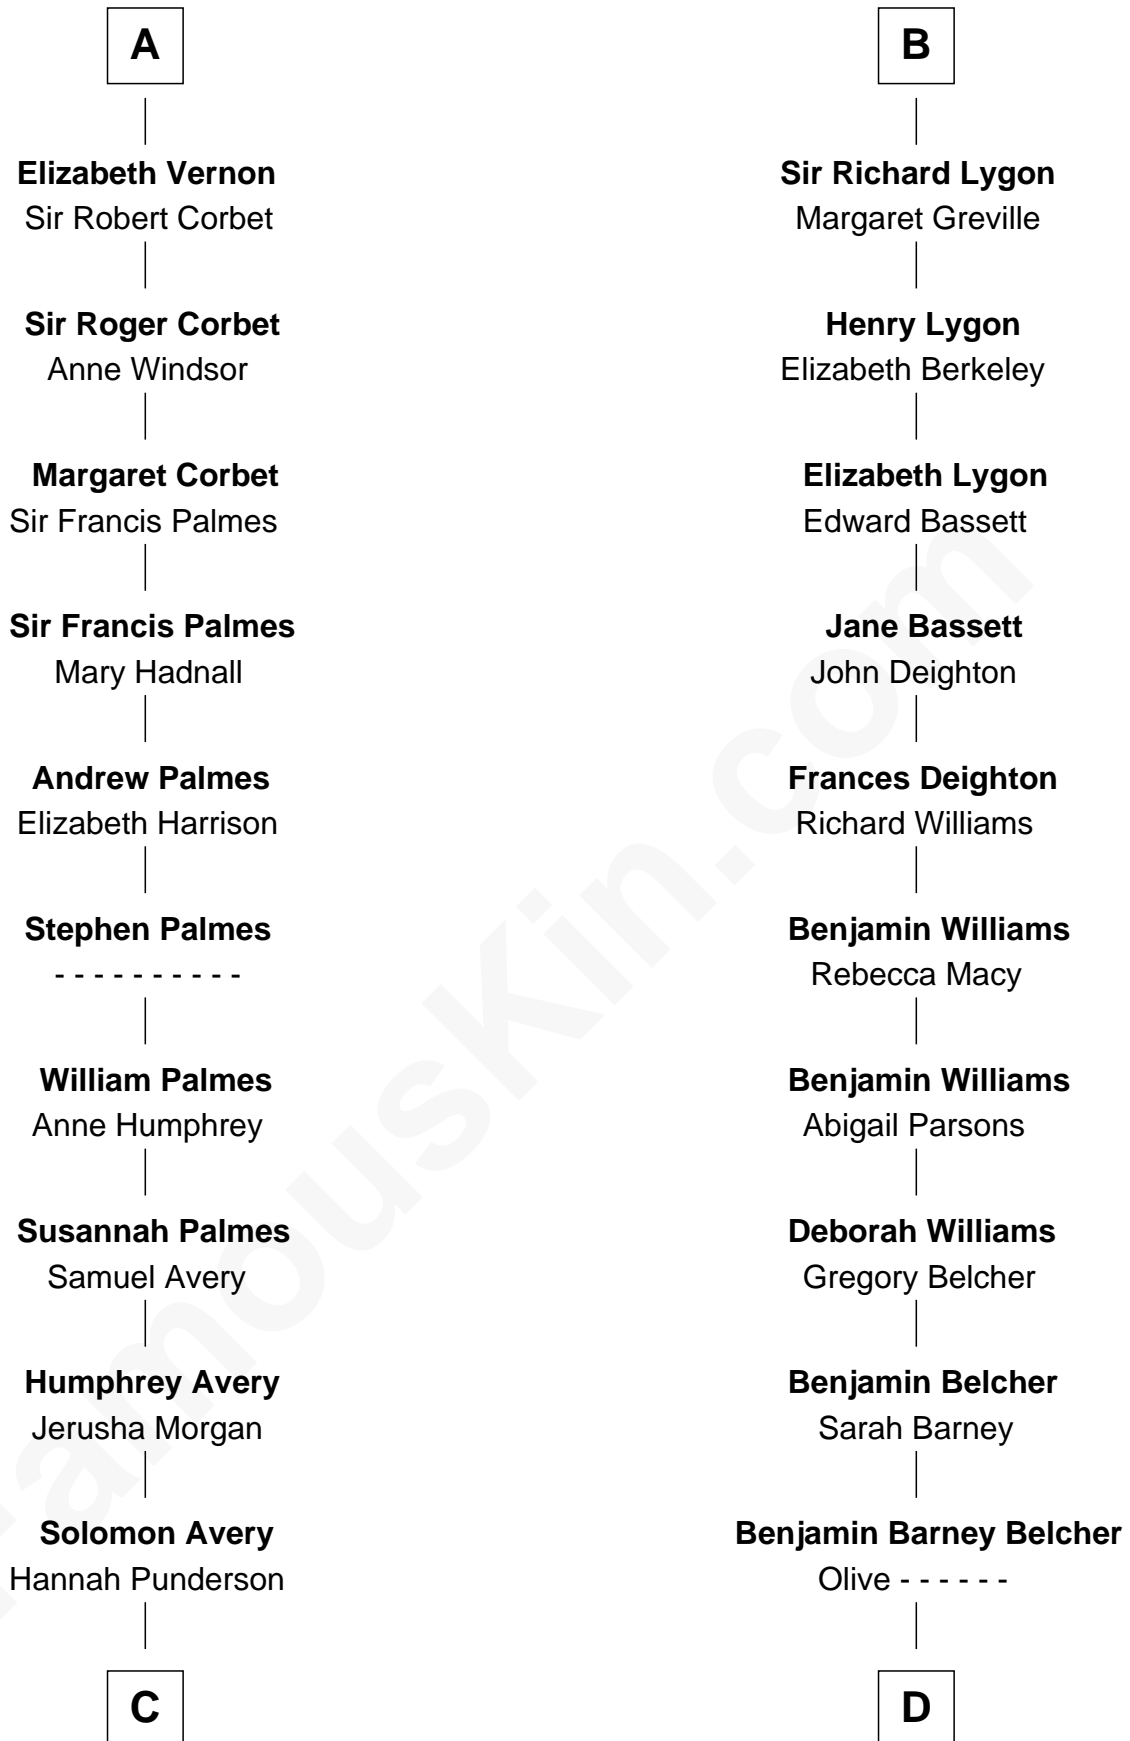 A
Elizabeth Vernon
Sir Robert Corbet
Sir Roger Corbet
Anne Windsor
Margaret Corbet
Sir Francis Palmes
Sir Francis Palmes
Mary Hadnall
Andrew Palmes
Elizabeth Harrison
Stephen Palmes
- - - - - - - - - -
William Palmes
Anne Humphrey
Susannah Palmes
Samuel Avery
Humphrey Avery
Jerusha Morgan
Solomon Avery
Hannah Punderson
C
B
Sir Richard Lygon
Margaret Greville
Henry Lygon
Elizabeth Berkeley
Elizabeth Lygon
Edward Bassett
Jane Bassett
John Deighton
Frances Deighton
Richard Williams
Benjamin Williams
Rebecca Macy
Benjamin Williams
Abigail Parsons
Deborah Williams
Gregory Belcher
Benjamin Belcher
Sarah Barney
Benjamin Barney Belcher
Olive - - - - - -
D
FamousKin.com